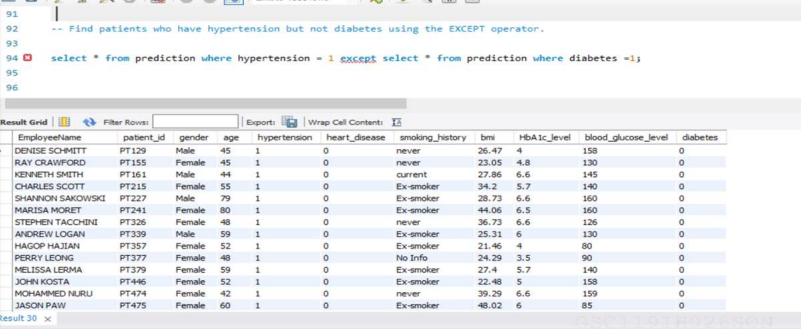 91
92 -- Find patients who have hypertension but not diabetes using the EXCEPT operator.
93
94 select * from prediction where hypertension = 1 except select * from prediction where diabetes =1;
95
96
Result Grid Filter Rows: Export: Wrap Cell Content:
EmployeeName patient_id gender age hypertension heart_disease smoking_history bmi HbA1c_level blood_glucose_level diabetes
DENISE SCHMITT PT129 Male 45 1 0 never 26.47 4 158 0
RAY CRAWFORD PT155 Female 45 1 0 never 23.05 4.8 130 0
KENNETH SMITH PT161 Male 44 1 0 current 27.86 6.6 145 0
CHARLES SCOTT PT215 Female 55 1 0 Ex-smoker 34.2 5.7 140 0
SHANNON SAKOWSKI PT227 Male 79 1 0 Ex-smoker 28.73 6.6 160 0
MARISA MORET PT241 Female 80 1 0 Ex-smoker 44.06 6.5 160 0
STEPHEN TACCHINI PT326 Female 48 1 0 never 36.73 6.6 126 0
ANDREW LOGAN PT339 Male 59 1 0 Ex-smoker 25.31 6 130 0
HAGOP HAJIAN PT357 Female 52 1 0 Ex-smoker 21.46 4 80 0
PERRY LEONG PT377 Female 48 1 0 No Info 24.29 3.5 90 0
MELISSA LERMA PT379 Female 59 1 0 Ex-smoker 27.4 5.7 140 0
JOHN KOSTA PT446 Female 52 1 0 Ex-smoker 22.48 5 158 0
MOHAMMED NURU PT474 Female 42 1 0 never 39.29 6.6 159 0
JASON PAW PT475 Female 60 1 0 Ex-smoker 48.02 6 85 0
Result 30